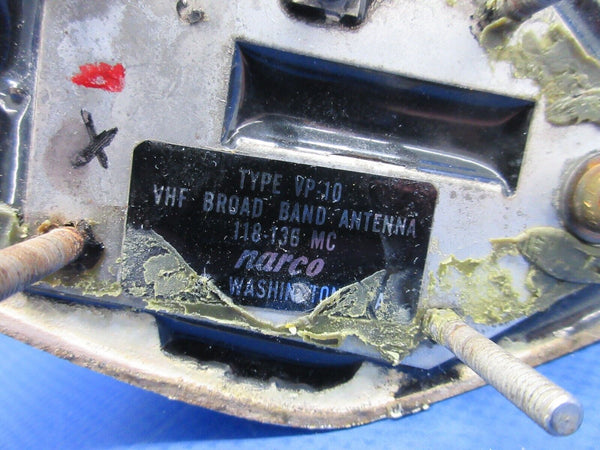 X
TYPE VP-10
VHF BROAD BAND ANTENNA
118-136 MC
narco
WASHINGTON